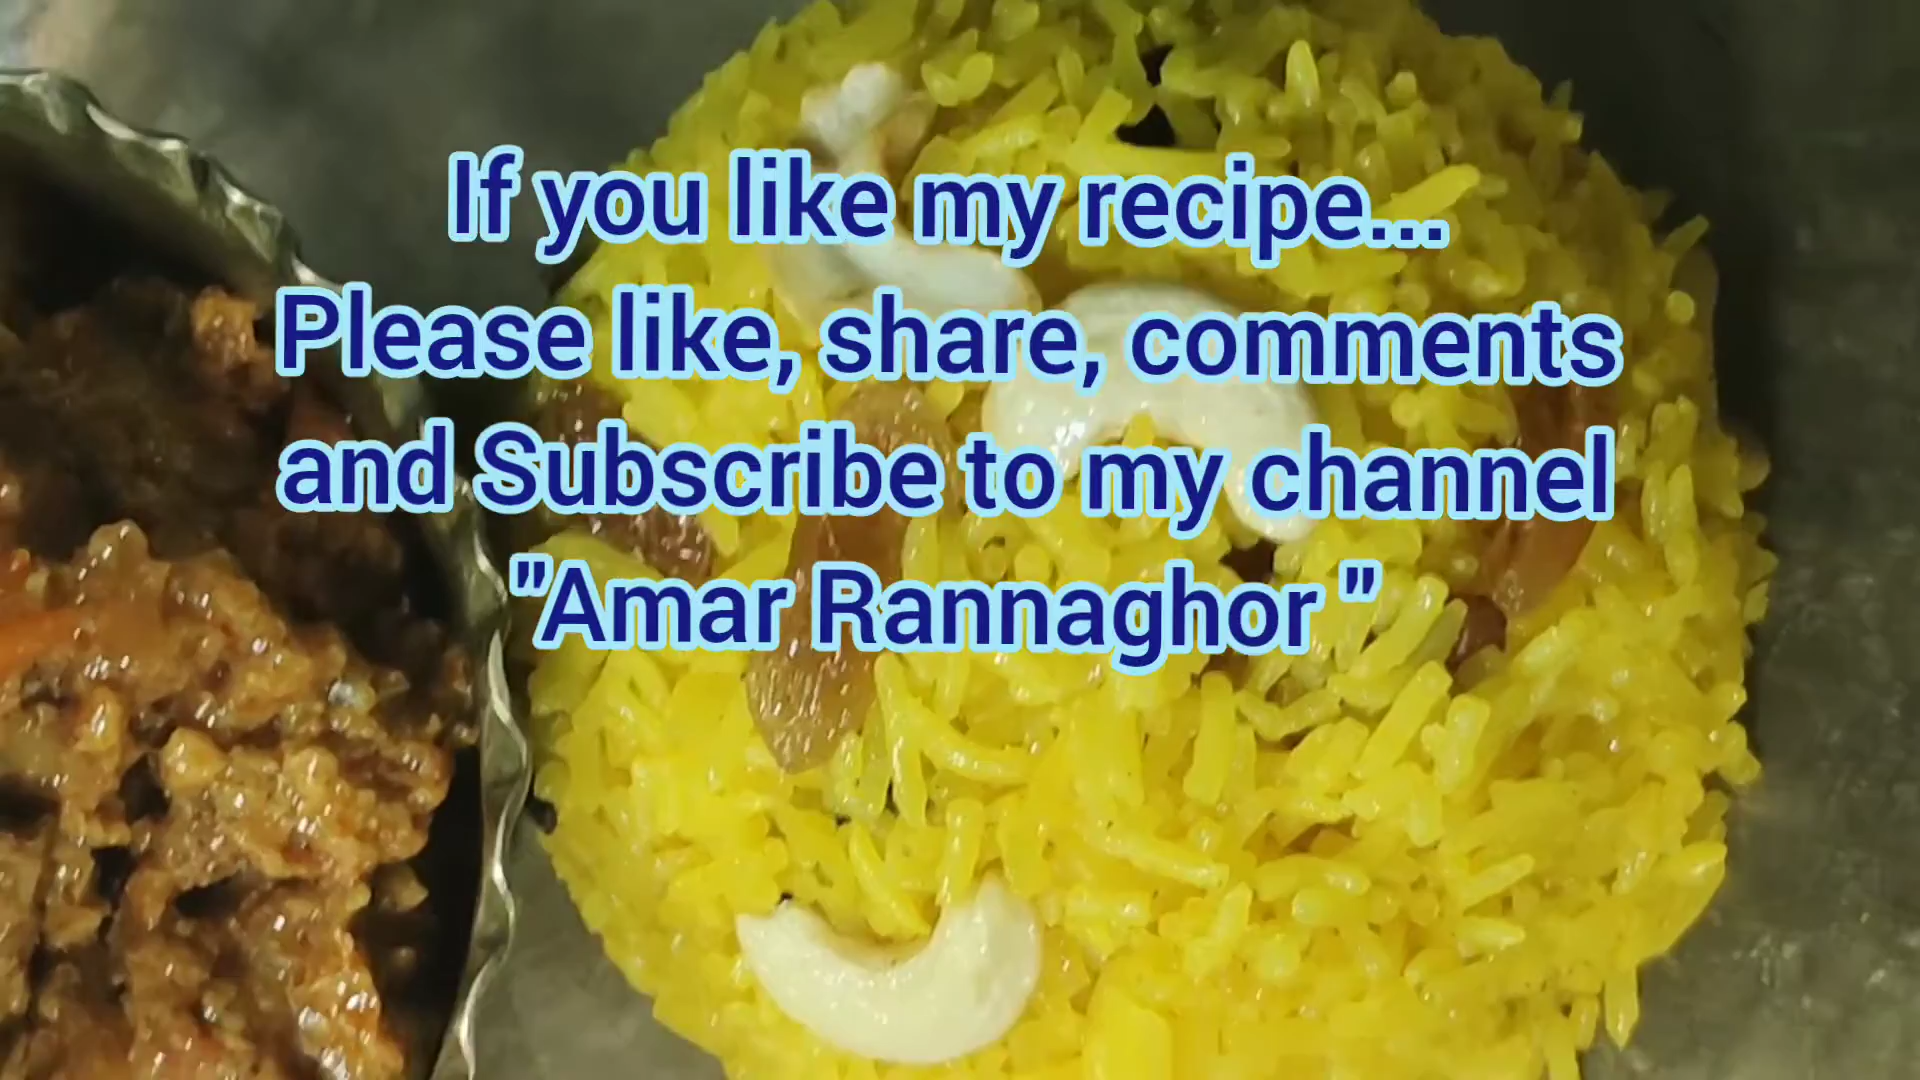 If you like my recipe...
Please like, share, comments
and Subscribe to my channel
"Amar Rannaghor "